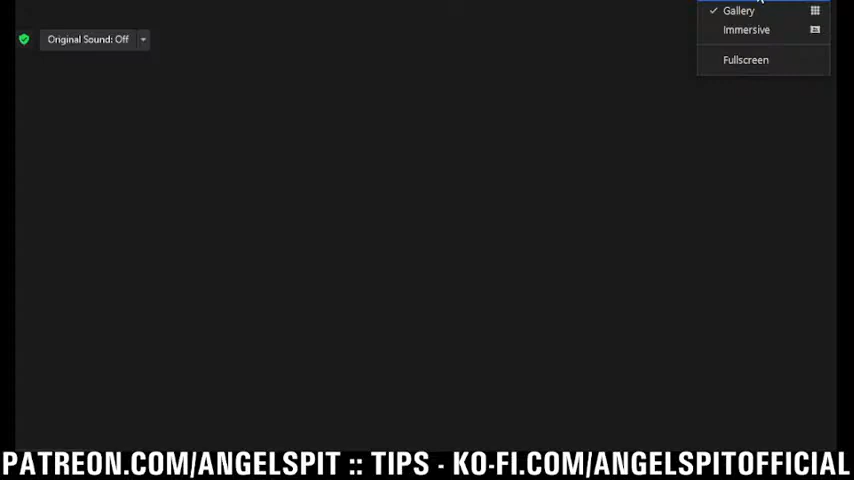 Gallery
Immersive
Original Sound: Off
Fullscreen
PATREON.COM/ANGELSPIT :: TIPS - KO-FI.COM/ANGELSPITOFFICIAL